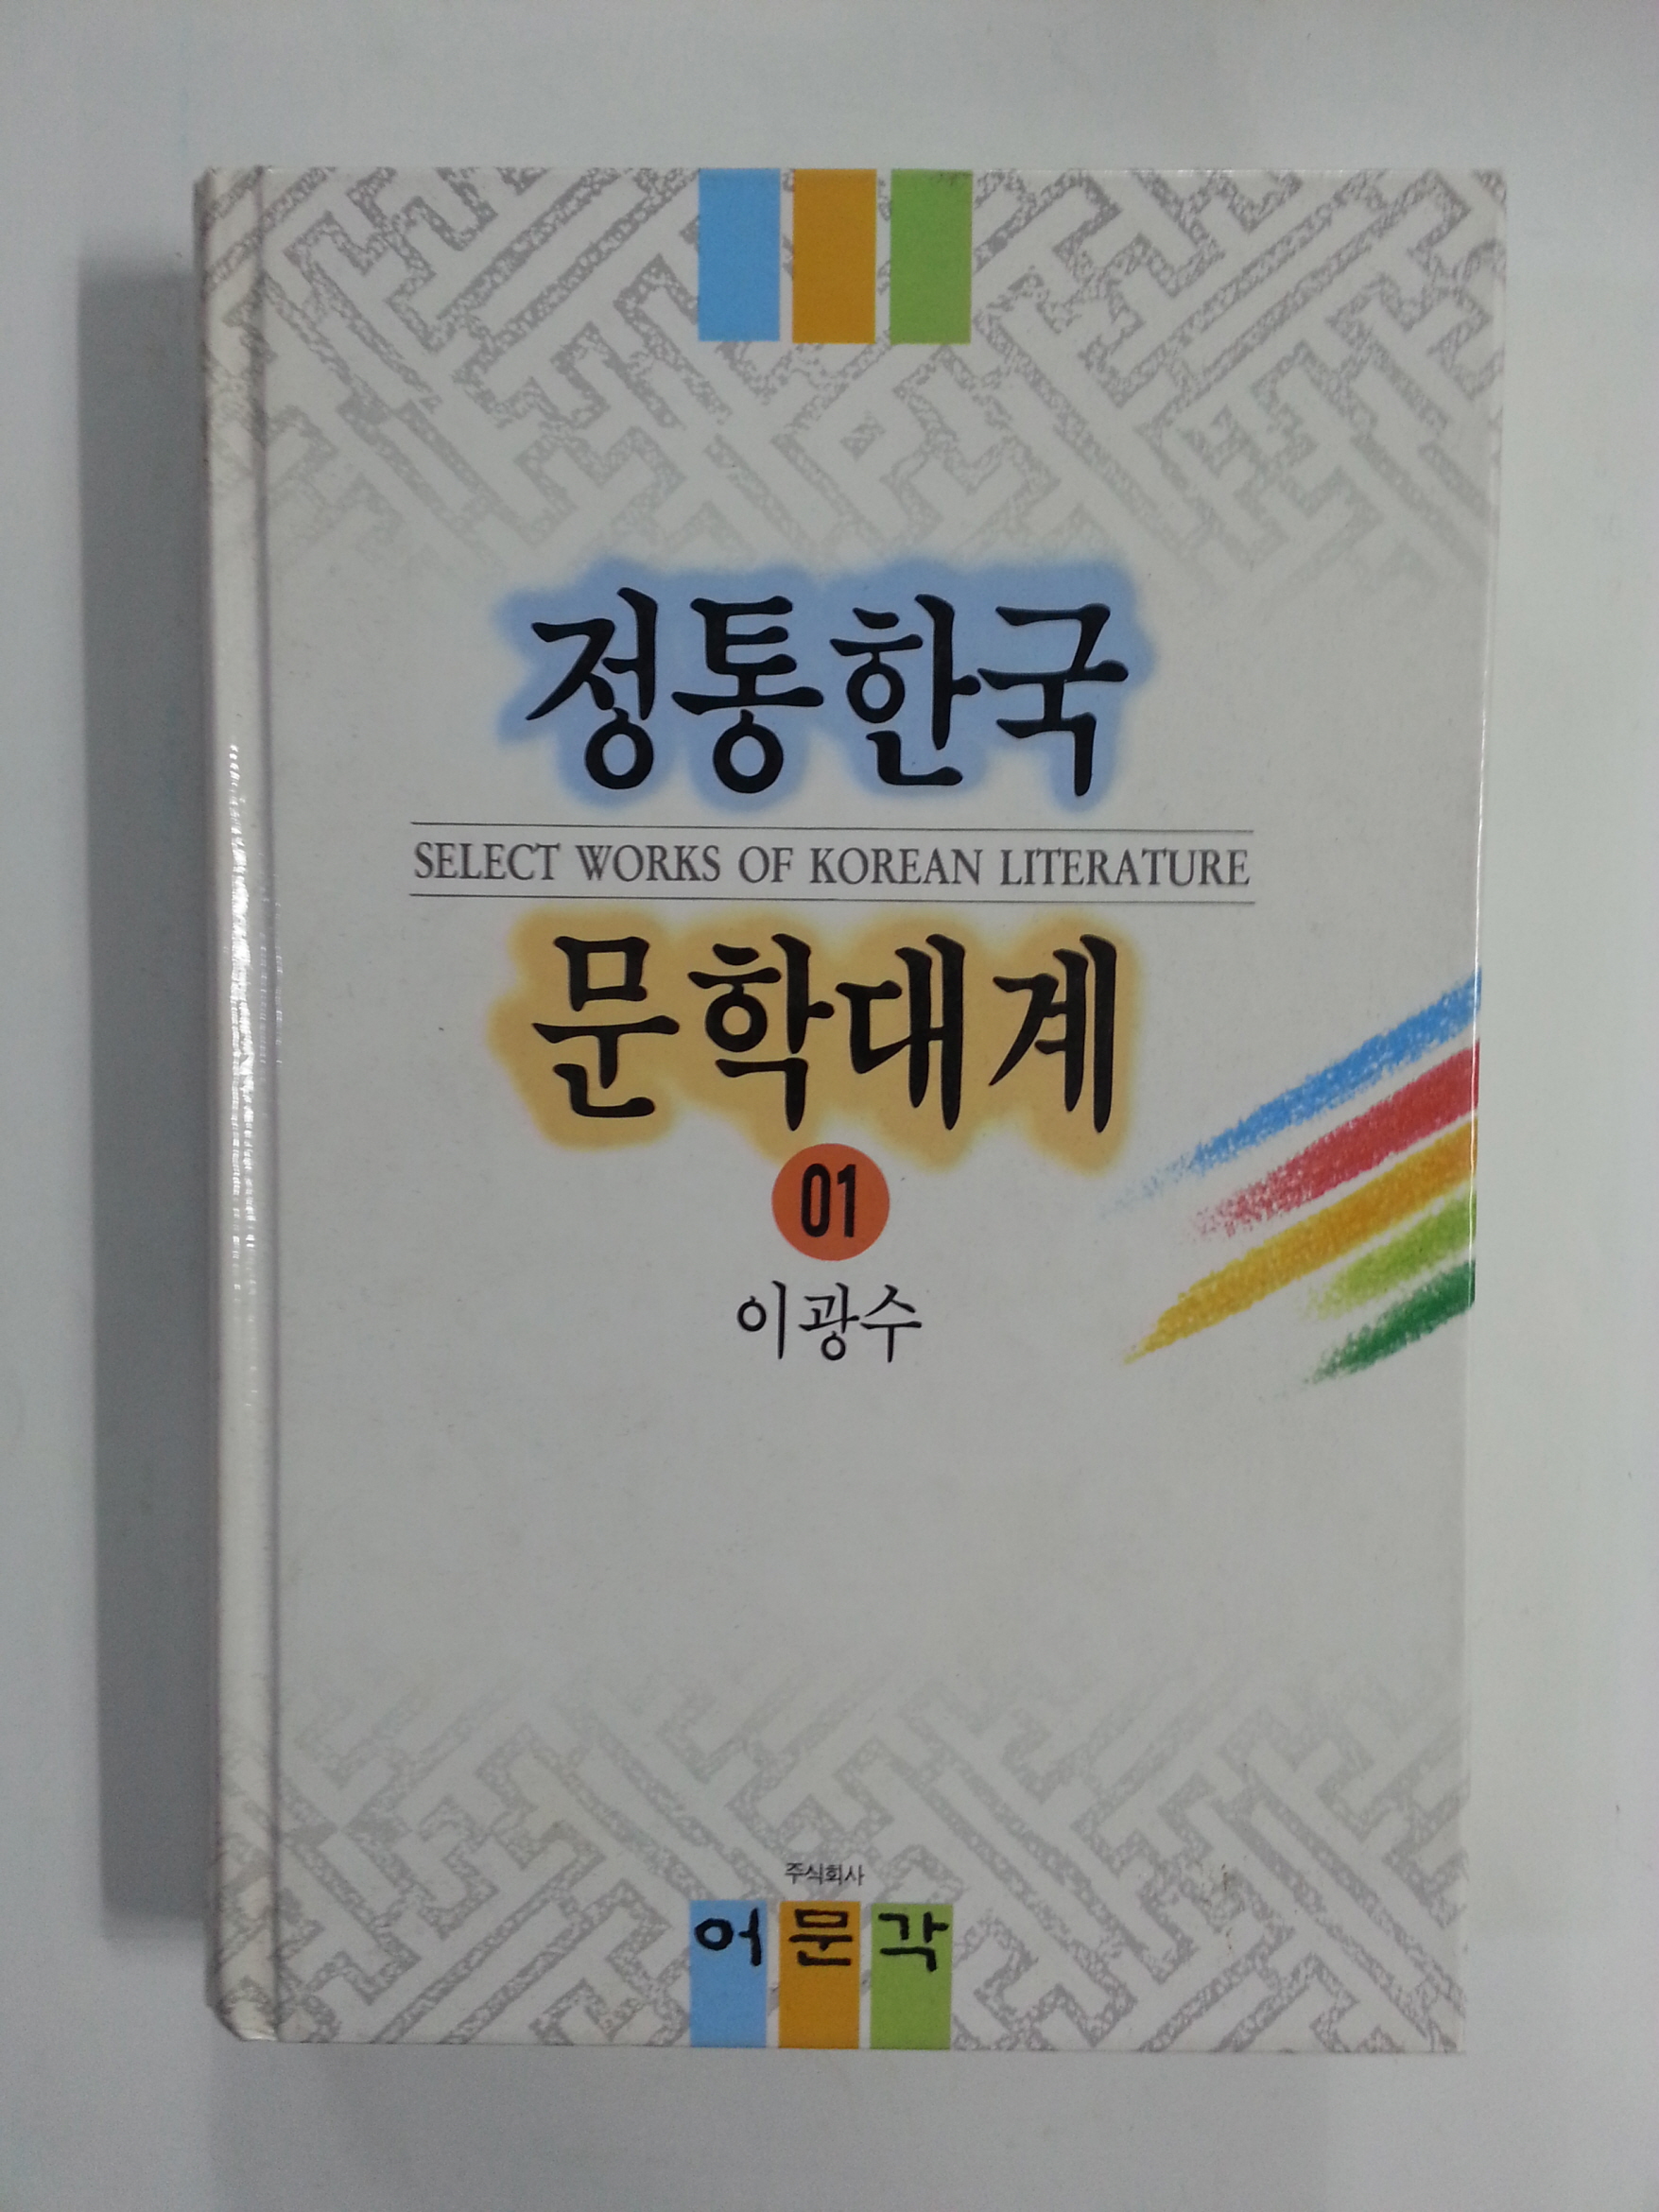 정통한국
SELECT WORKS OF KOREAN LITERATURE
문학대계
01
이광수
주식회사
어문각